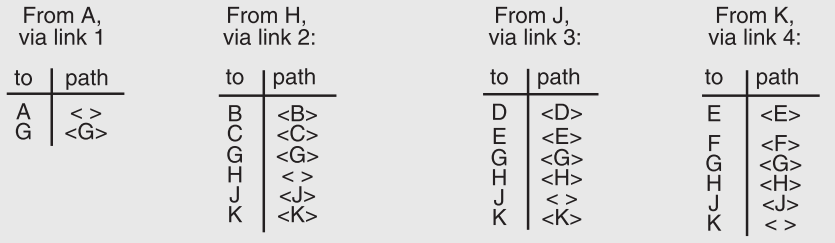 From A,
via link 1
to path
A < >
G <G>
From H,
via link 2:
to path
B <B>
C <C>
G <G>
H < >
J <J>
K <K>
From J,
via link 3:
to path
D <D>
E <E>
G <G>
H <H>
J < >
K <K>
From K,
via link 4:
to path
E <E>
F <F>
G <G>
H <H>
J <J>
K < >